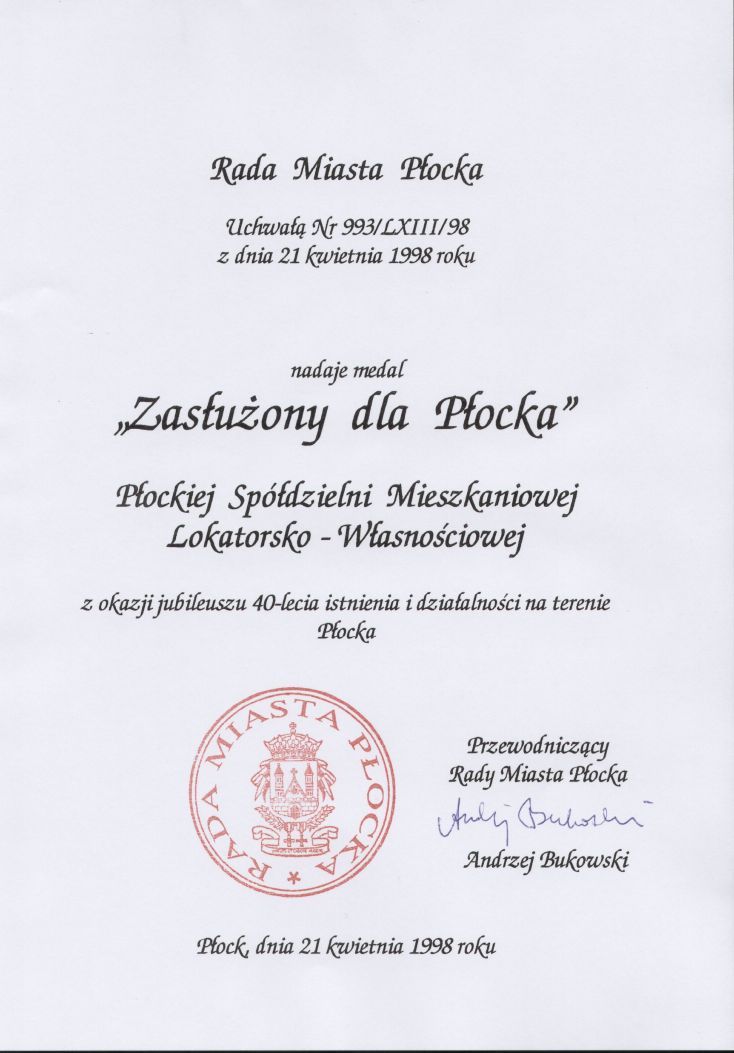 Rada Miasta Płocka
Uchwałą Nr 993/LXIII/98
z dnia 21 kwietnia 1998 roku
nadaje medal
„Zasłużony dla Płocka”
Płockiej Spółdzielni Mieszkaniowej
Lokatorsko - Własnościowej
z okazji jubileuszu 40-lecia istnienia i działalności na terenie
Płocka
RADA MIASTA PŁOCKA
Przewodniczący
Rady Miasta Płocka
Andrzej Bukowski
Andrzej Bukowski
Płock, dnia 21 kwietnia 1998 roku